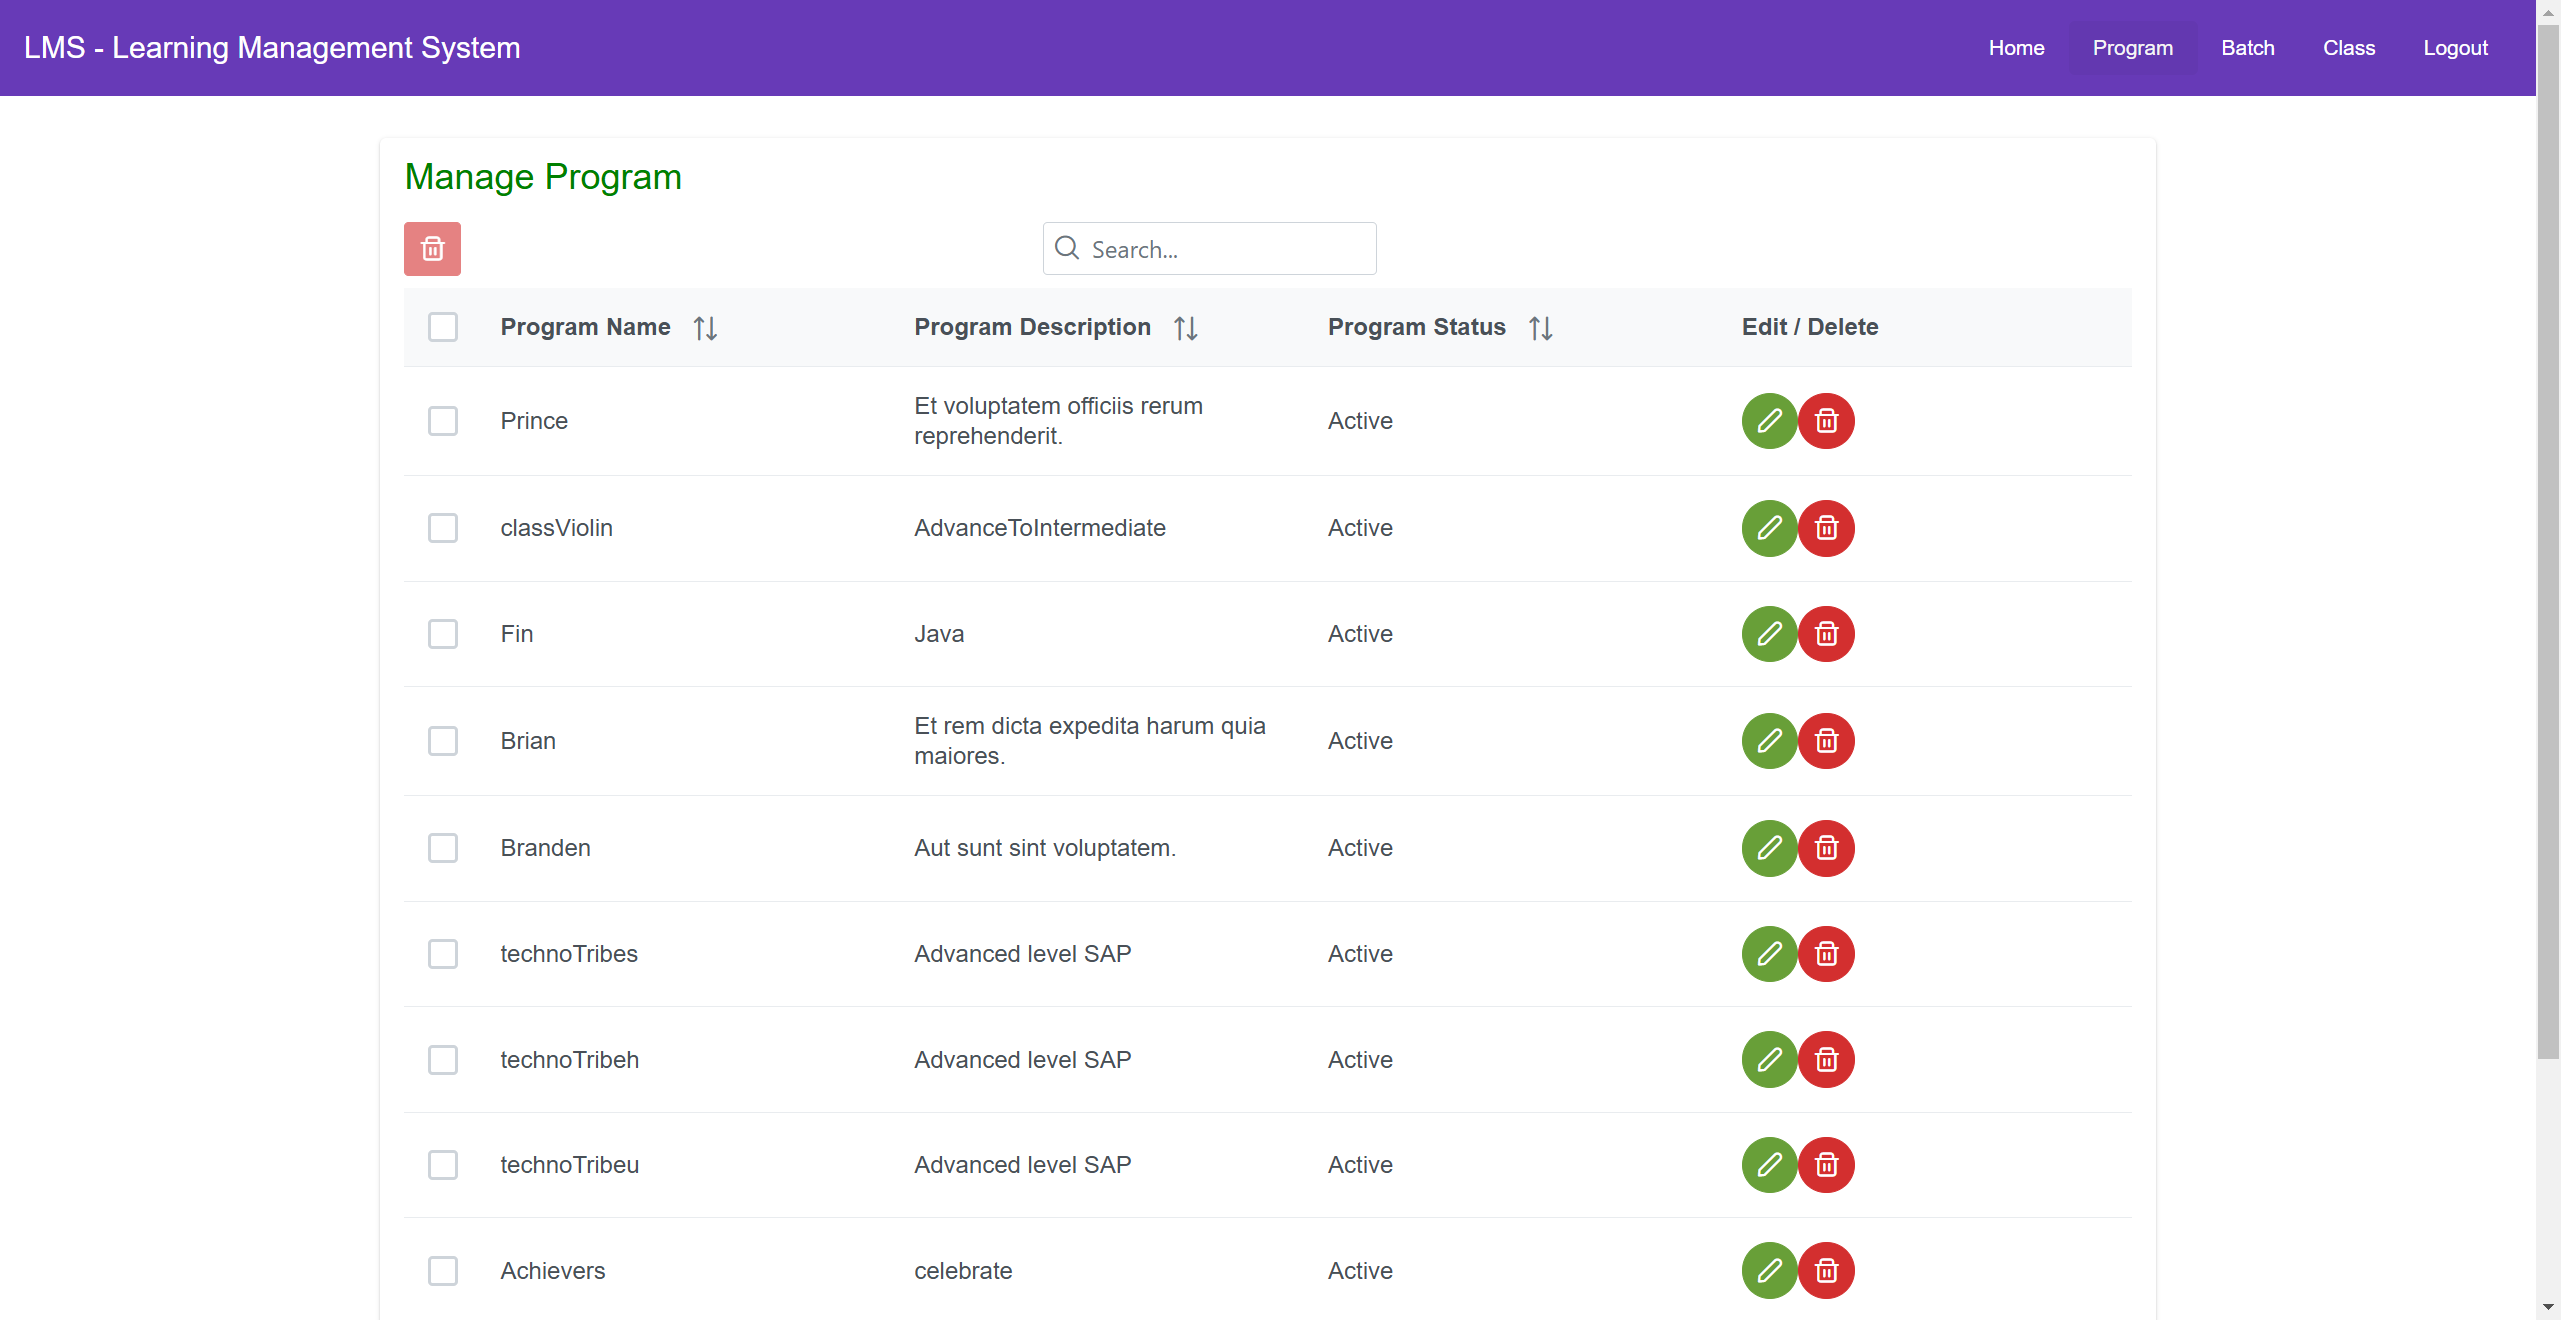 LMS - Learning Management System
Home Program Batch Class Logout
Manage Program
Search...
Program Name Program Description Program Status Edit / Delete
Prince Et voluptatem officiis rerum reprehenderit. Active
classViolin AdvanceToIntermediate Active
Fin Java Active
Brian Et rem dicta expedita harum quia maiores. Active
Branden Aut sunt sint voluptatem. Active
technoTribes Advanced level SAP Active
technoTribeh Advanced level SAP Active
technoTribeu Advanced level SAP Active
Achievers celebrate Active